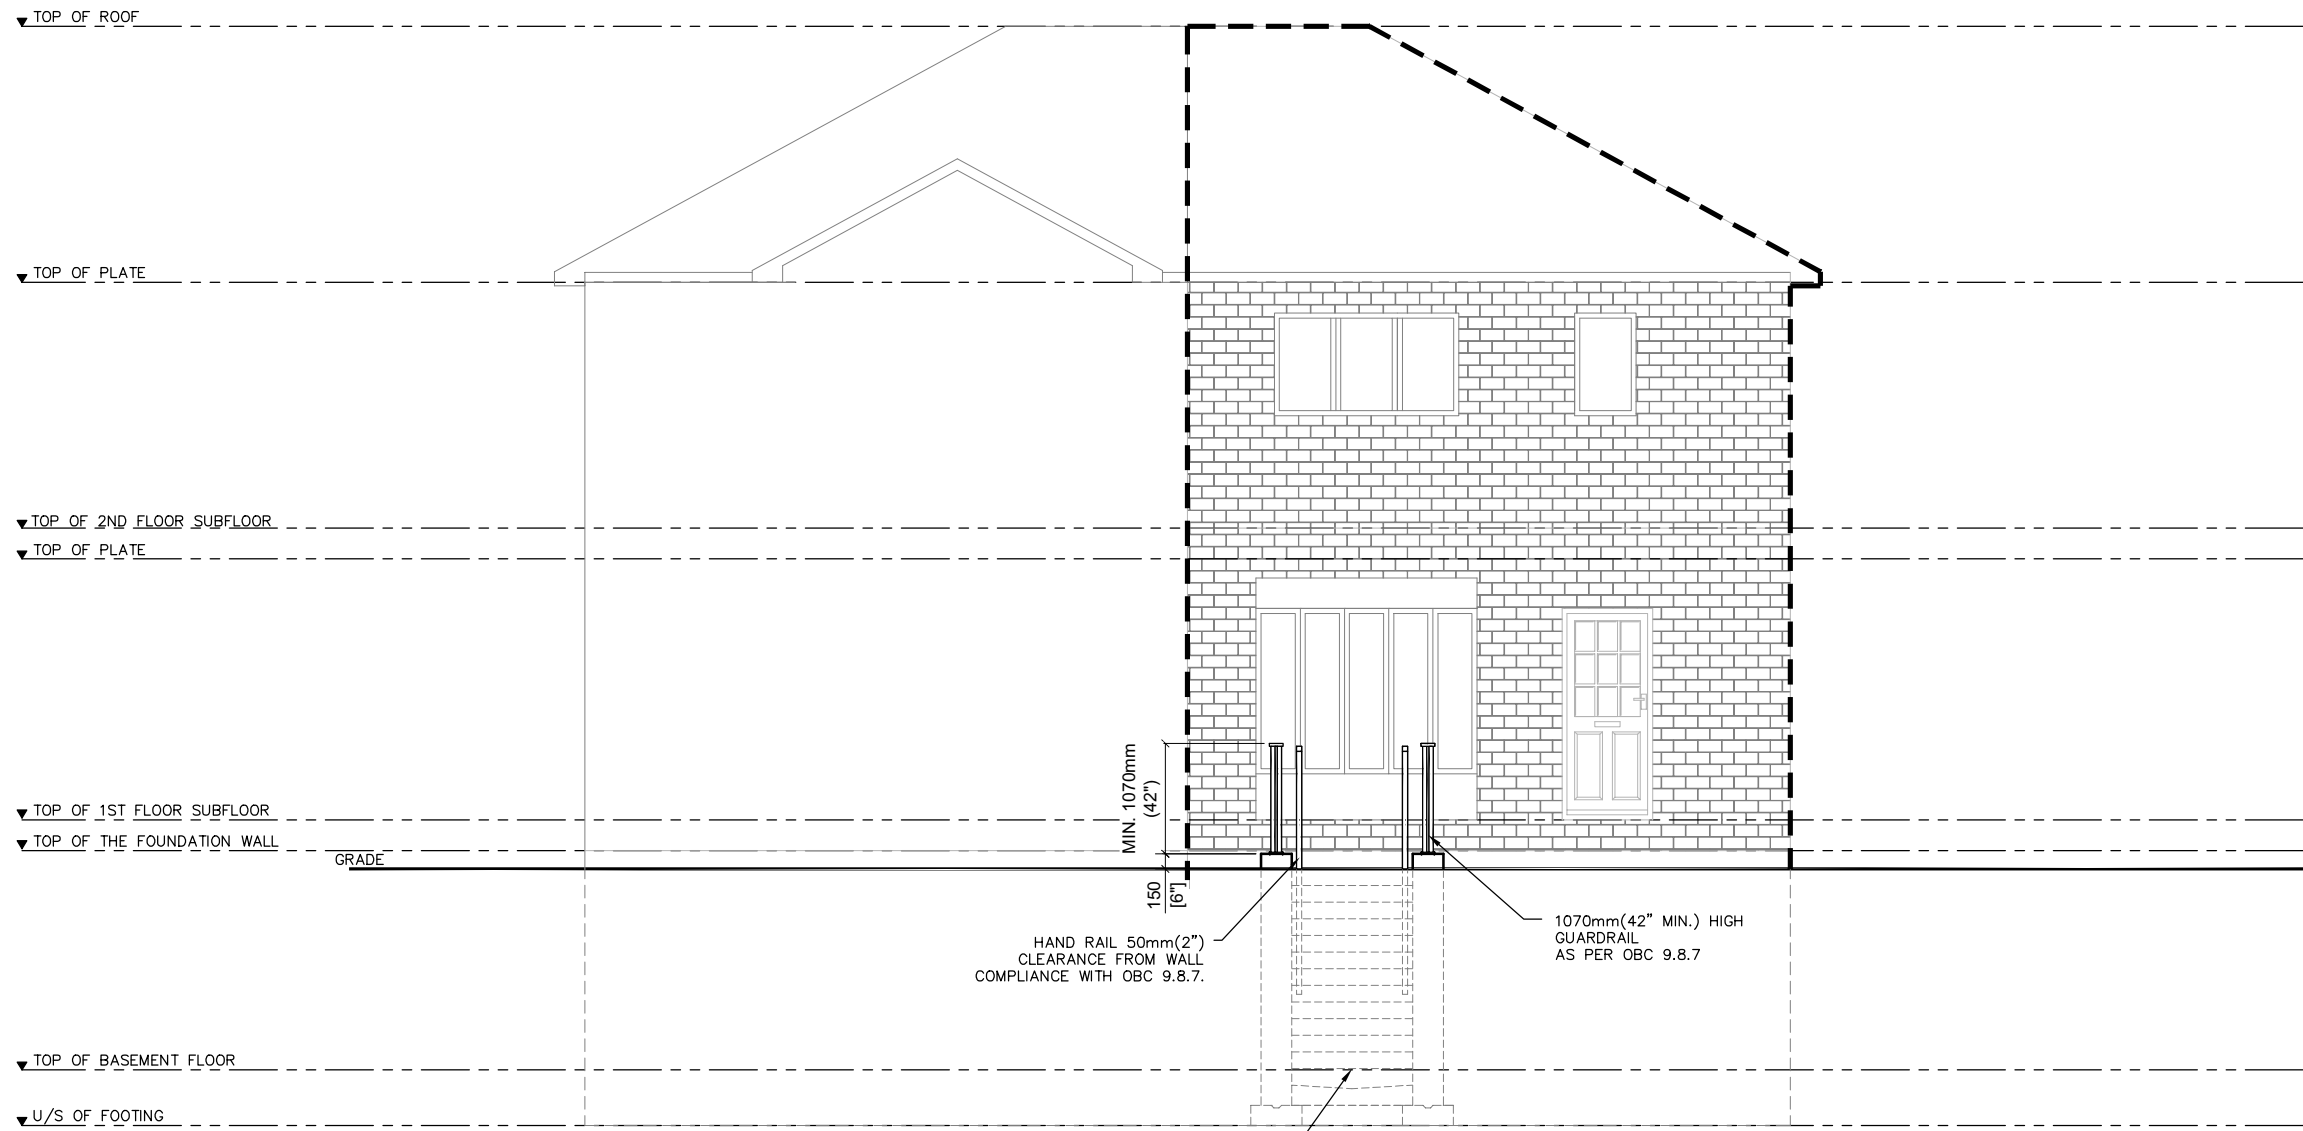 TOP OF ROOF
TOP OF PLATE
TOP OF 2ND FLOOR SUBFLOOR
TOP OF PLATE
MIN. 1070mm
(42")
TOP OF 1ST FLOOR SUBFLOOR
TOP OF THE FOUNDATION WALL
GRADE
150
[6"]
HAND RAIL 50mm(2")
CLEARANCE FROM WALL
COMPLIANCE WITH OBC 9.8.7.
1070mm(42" MIN.) HIGH
GUARDRAIL
AS PER OBC 9.8.7
TOP OF BASEMENT FLOOR
U/S OF FOOTING